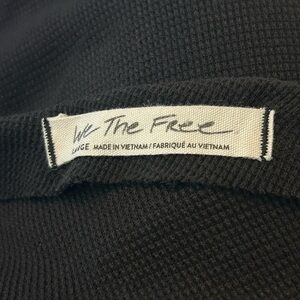 We The Free
LARGE MADE IN VIETNAM / FABRIQUÉ AU VIETNAM